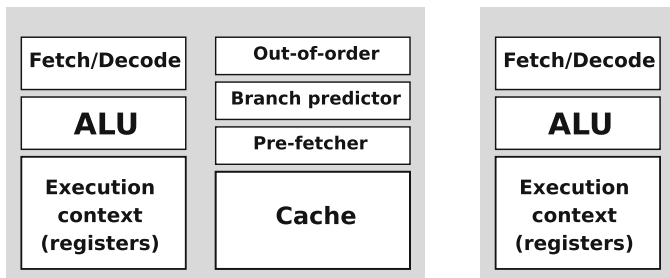 Fetch/Decode
ALU
Execution
context
(registers)
Out-of-order
Branch predictor
Pre-fetcher
Cache
Fetch/Decode
ALU
Execution
context
(registers)